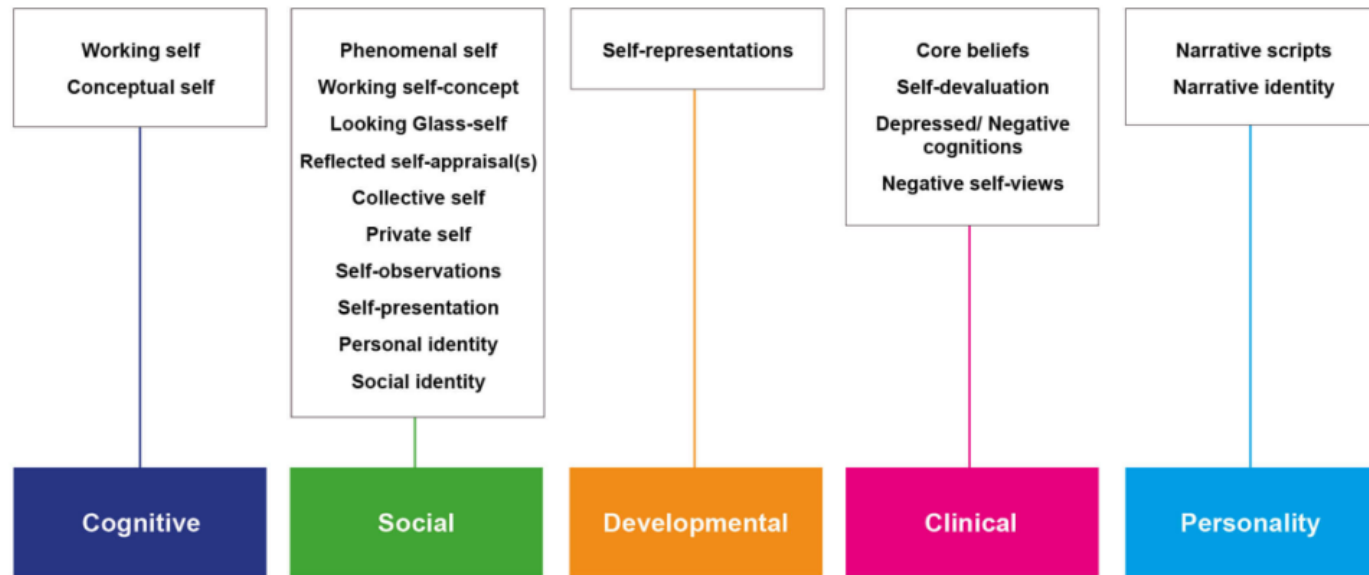 Working self
Conceptual self
Phenomenal self
Working self-concept
Looking Glass-self
Reflected self-appraisal(s)
Collective self
Private self
Self-observations
Self-presentation
Personal identity
Social identity
Self-representations
Core beliefs
Self-devaluation
Depressed/ Negative
cognitions
Negative self-views
Narrative scripts
Narrative identity
Cognitive
Social
Developmental
Clinical
Personality